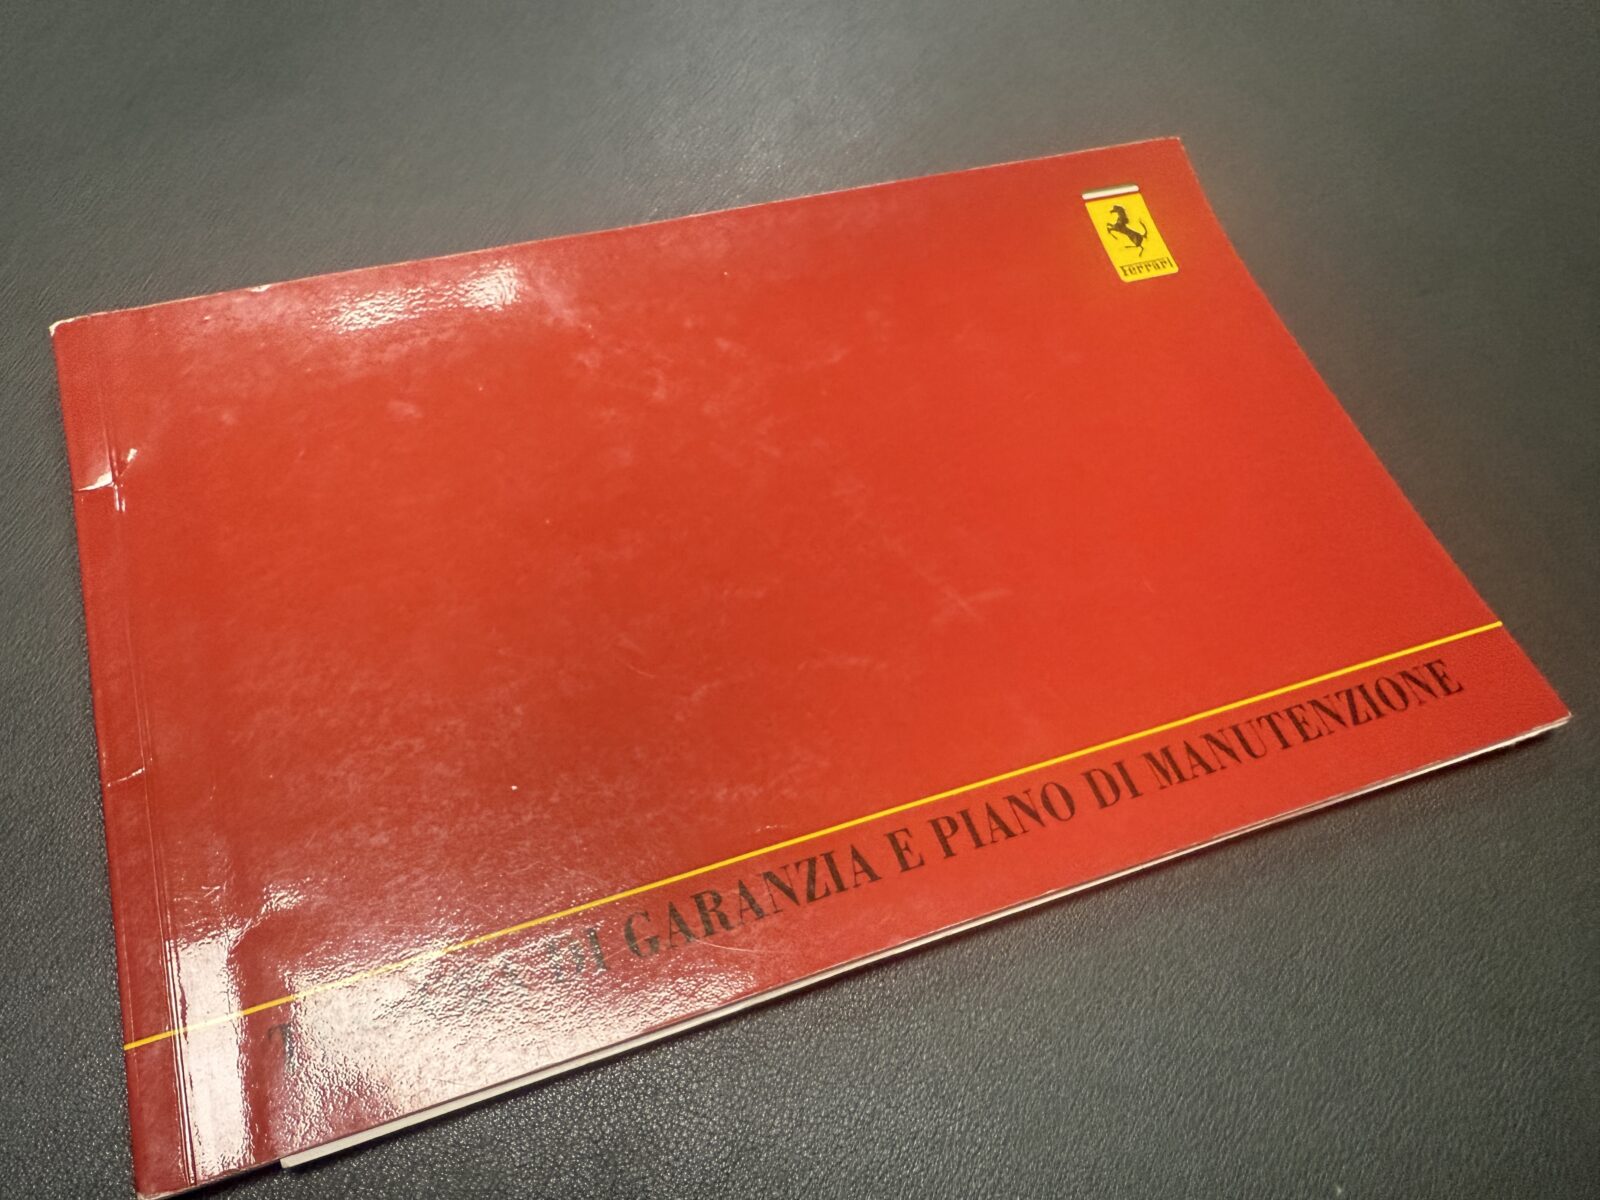 Ferrari
DI GARANZIA E PIANO DI MANUTENZIONE